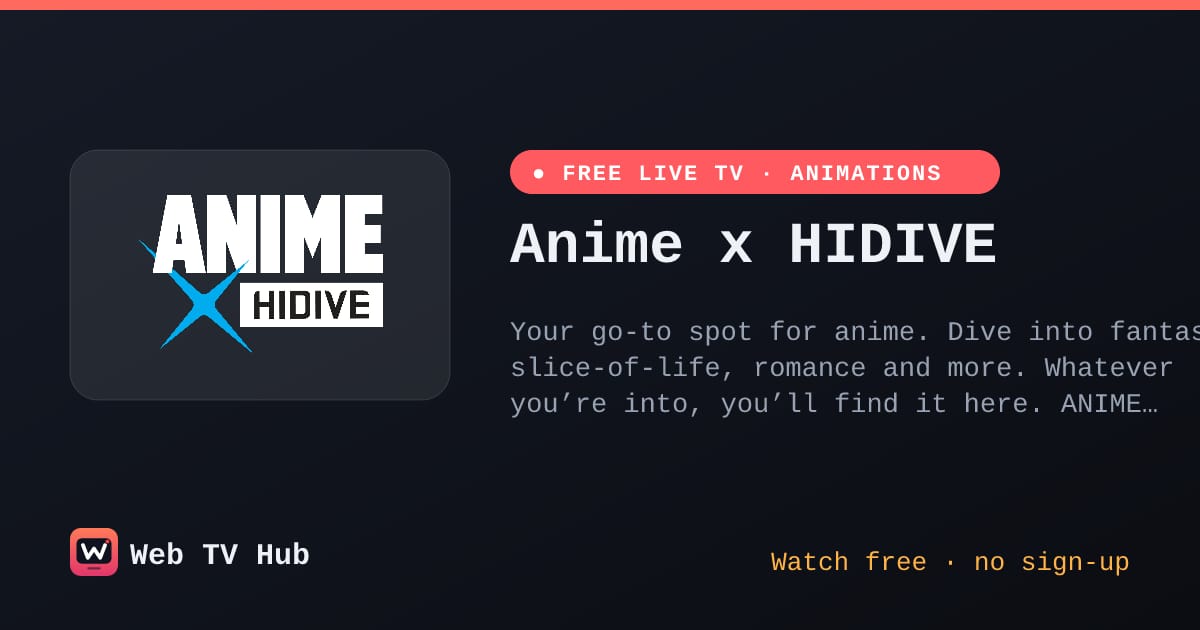 ANIME
X HIDIVE
● FREE LIVE TV · ANIMATIONS
Anime x HIDIVE
Your go-to spot for anime. Dive into fantas
slice-of-life, romance and more. Whatever
you’re into, you’ll find it here. ANIME…
W Web TV Hub
Watch free · no sign-up